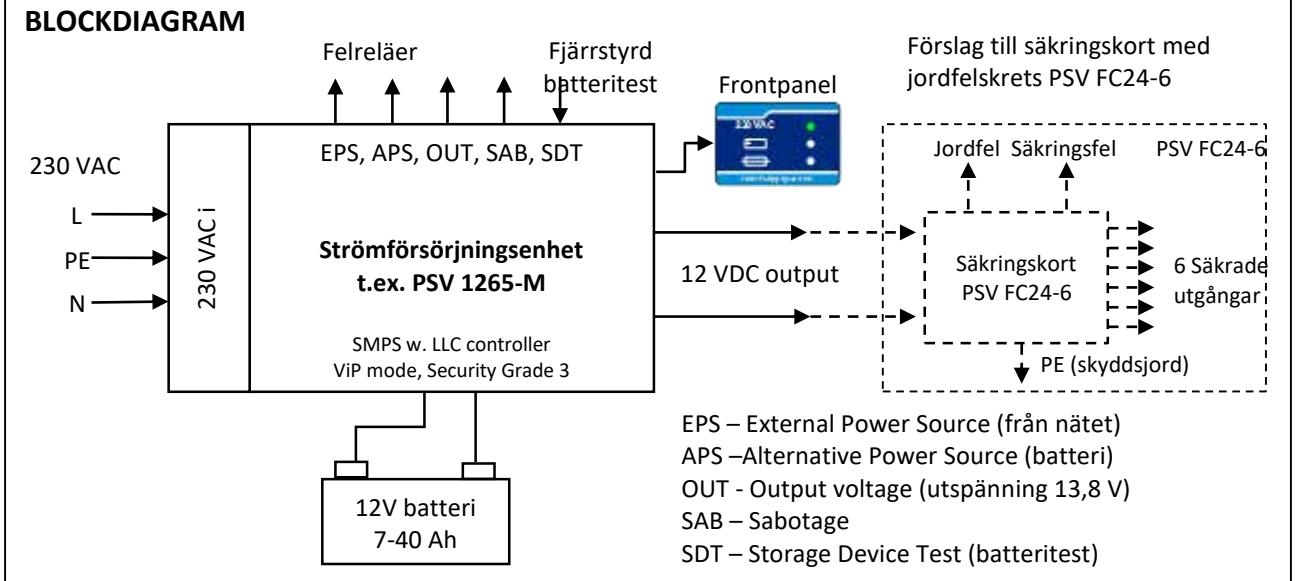 BLOCKDIAGRAM
Felreläer
Fjärrstyrd
batteritest
Frontpanel
Förslag till säkringskort med
jordfelskrets PSV FC24-6
230 VAC
L
PE
N
230 VAC i
EPS, APS, OUT, SAB, SDT
Strömförsörjningsenhet
t.ex. PSV 1265-M
SMPS w. LLC controller
ViP mode, Security Grade 3
230 VAC
12 VDC output
Jordfel
Säkringsfel
PSV FC24-6
Säkringskort
PSV FC24-6
6 Säkrade
utgångar
PE (skyddsjord)
12V batteri
7-40 Ah
EPS – External Power Source (från nätet)
APS –Alternative Power Source (batteri)
OUT - Output voltage (utspänning 13,8 V)
SAB – Sabotage
SDT – Storage Device Test (batteritest)